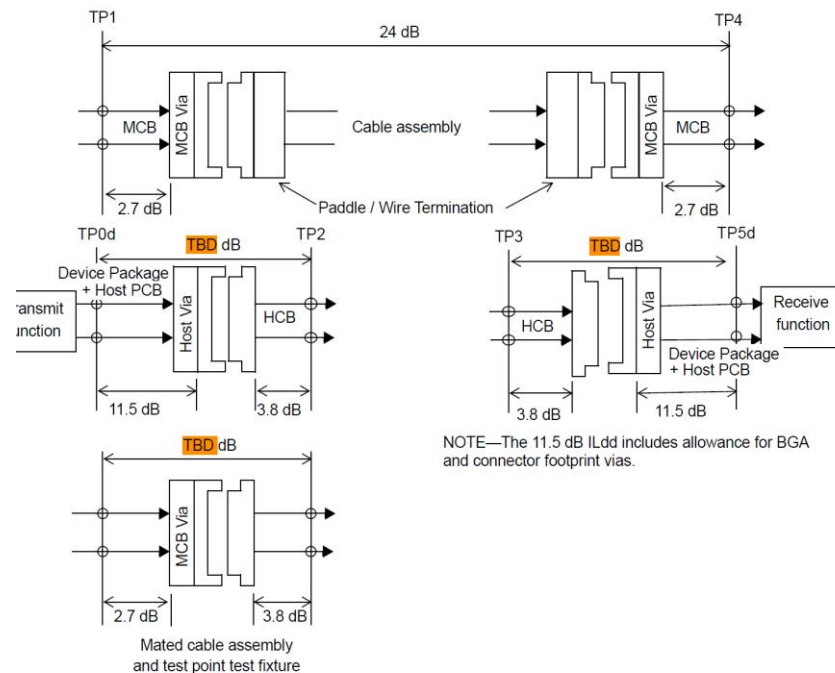 TP1
TP4
24 dB
MCB
MCB Via
Cable assembly
MCB Via
MCB
2.7 dB
Paddle / Wire Termination
2.7 dB
TP0d
TBD dB
TP2
TP3
TBD dB
TP5d
Device Package
+ Host PCB
ransmit
unction
Host Via
HCB
HCB
Host Via
Receive
function
Device Package
+ Host PCB
11.5 dB
3.8 dB
3.8 dB
11.5 dB
NOTE—The 11.5 dB ILdd includes allowance for BGA
and connector footprint vias.
TBD dB
MCB Via
2.7 dB
3.8 dB
Mated cable assembly
and test point test fixture